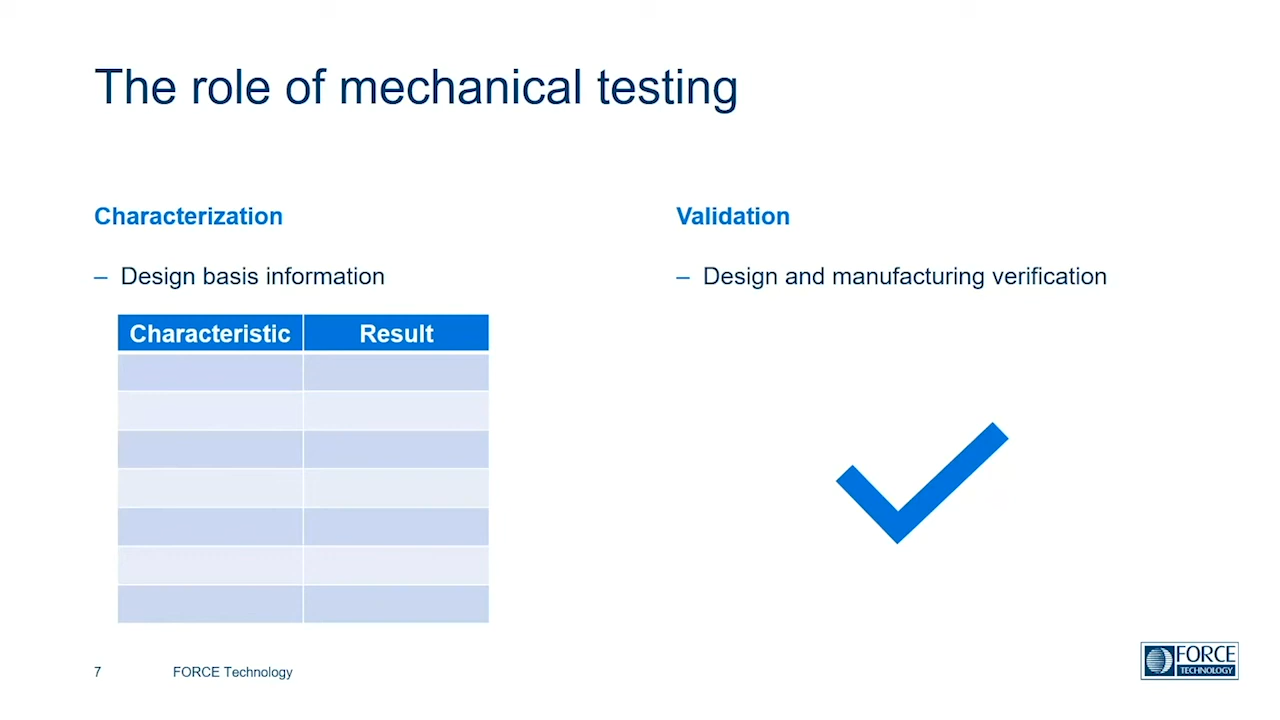 The role of mechanical testing
Characterization
– Design basis information
Characteristic Result
Validation
– Design and manufacturing verification
7 FORCE Technology
FORCE
TECHNOLOGY